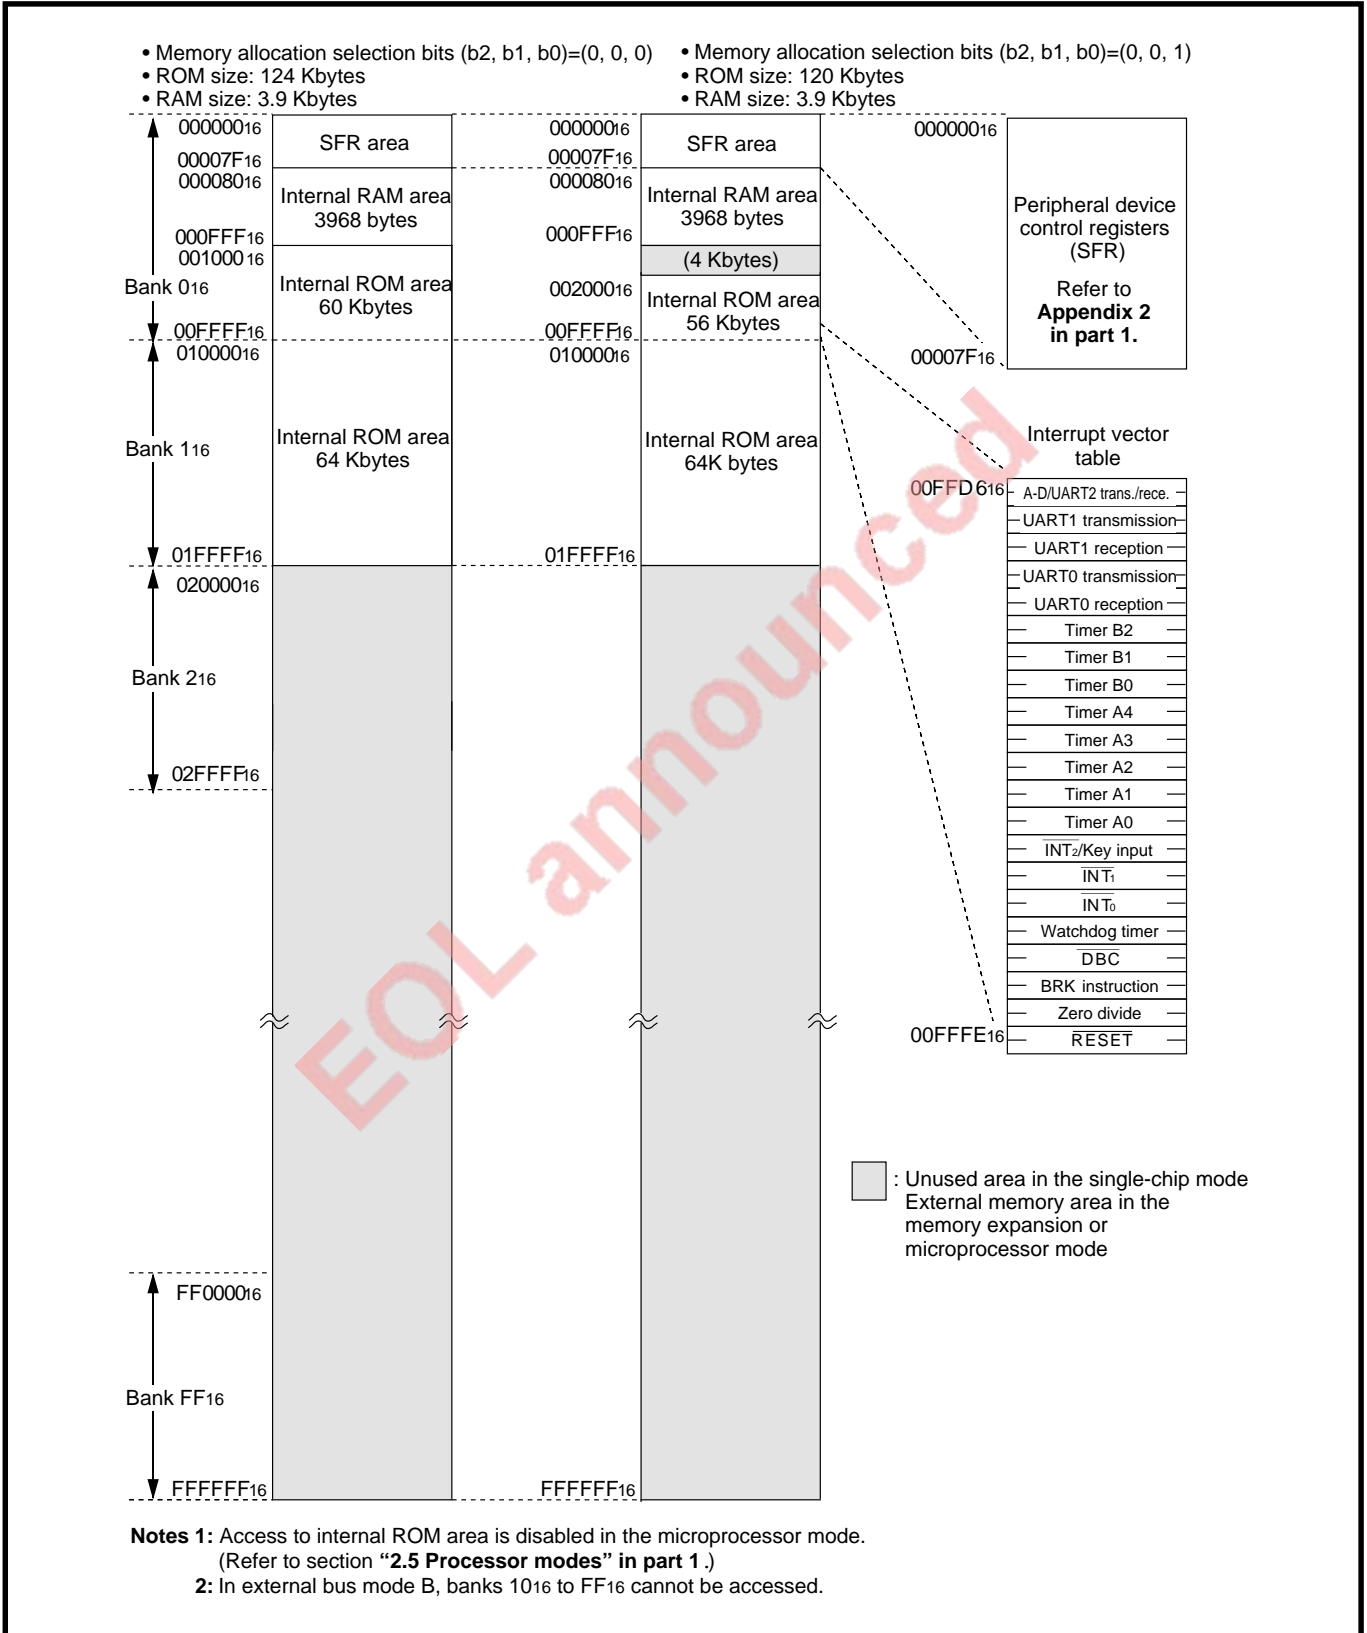 • Memory allocation selection bits (b2, b1, b0)=(0, 0, 0)
• ROM size: 124 Kbytes
• RAM size: 3.9 Kbytes
• Memory allocation selection bits (b2, b1, b0)=(0, 0, 1)
• ROM size: 120 Kbytes
• RAM size: 3.9 Kbytes
00000016
00007F16
00008016
000FFF16
00100016
Bank 016
00FFFF16
01000016
Bank 116
01FFFF16
02000016
Bank 216
02FFFF16
FF000016
Bank FF16
FFFFFF16
SFR area
Internal RAM area
3968 bytes
Internal ROM area
60 Kbytes
Internal ROM area
64 Kbytes
00000016
00007F16
00008016
000FFF16
00200016
00FFFF16
01000016
01FFFF16
FFFFFF16
SFR area
Internal RAM area
3968 bytes
(4 Kbytes)
Internal ROM area
56 Kbytes
Internal ROM area
64K bytes
00000016
Peripheral device
control registers
(SFR)
Refer to
Appendix 2
in part 1.
00007F16
Interrupt vector
table
00FFD616
A-D/UART2 trans./rece.
UART1 transmission
UART1 reception
UART0 transmission
UART0 reception
Timer B2
Timer B1
Timer B0
Timer A4
Timer A3
Timer A2
Timer A1
Timer A0
INT2/Key input
INT1
INT0
Watchdog timer
DBC
BRK instruction
Zero divide
00FFFE16
RESET
: Unused area in the single-chip mode
External memory area in the
memory expansion or
microprocessor mode
EOL announced
Notes 1: Access to internal ROM area is disabled in the microprocessor mode.
(Refer to section “2.5 Processor modes” in part 1.)
2: In external bus mode B, banks 1016 to FF16 cannot be accessed.